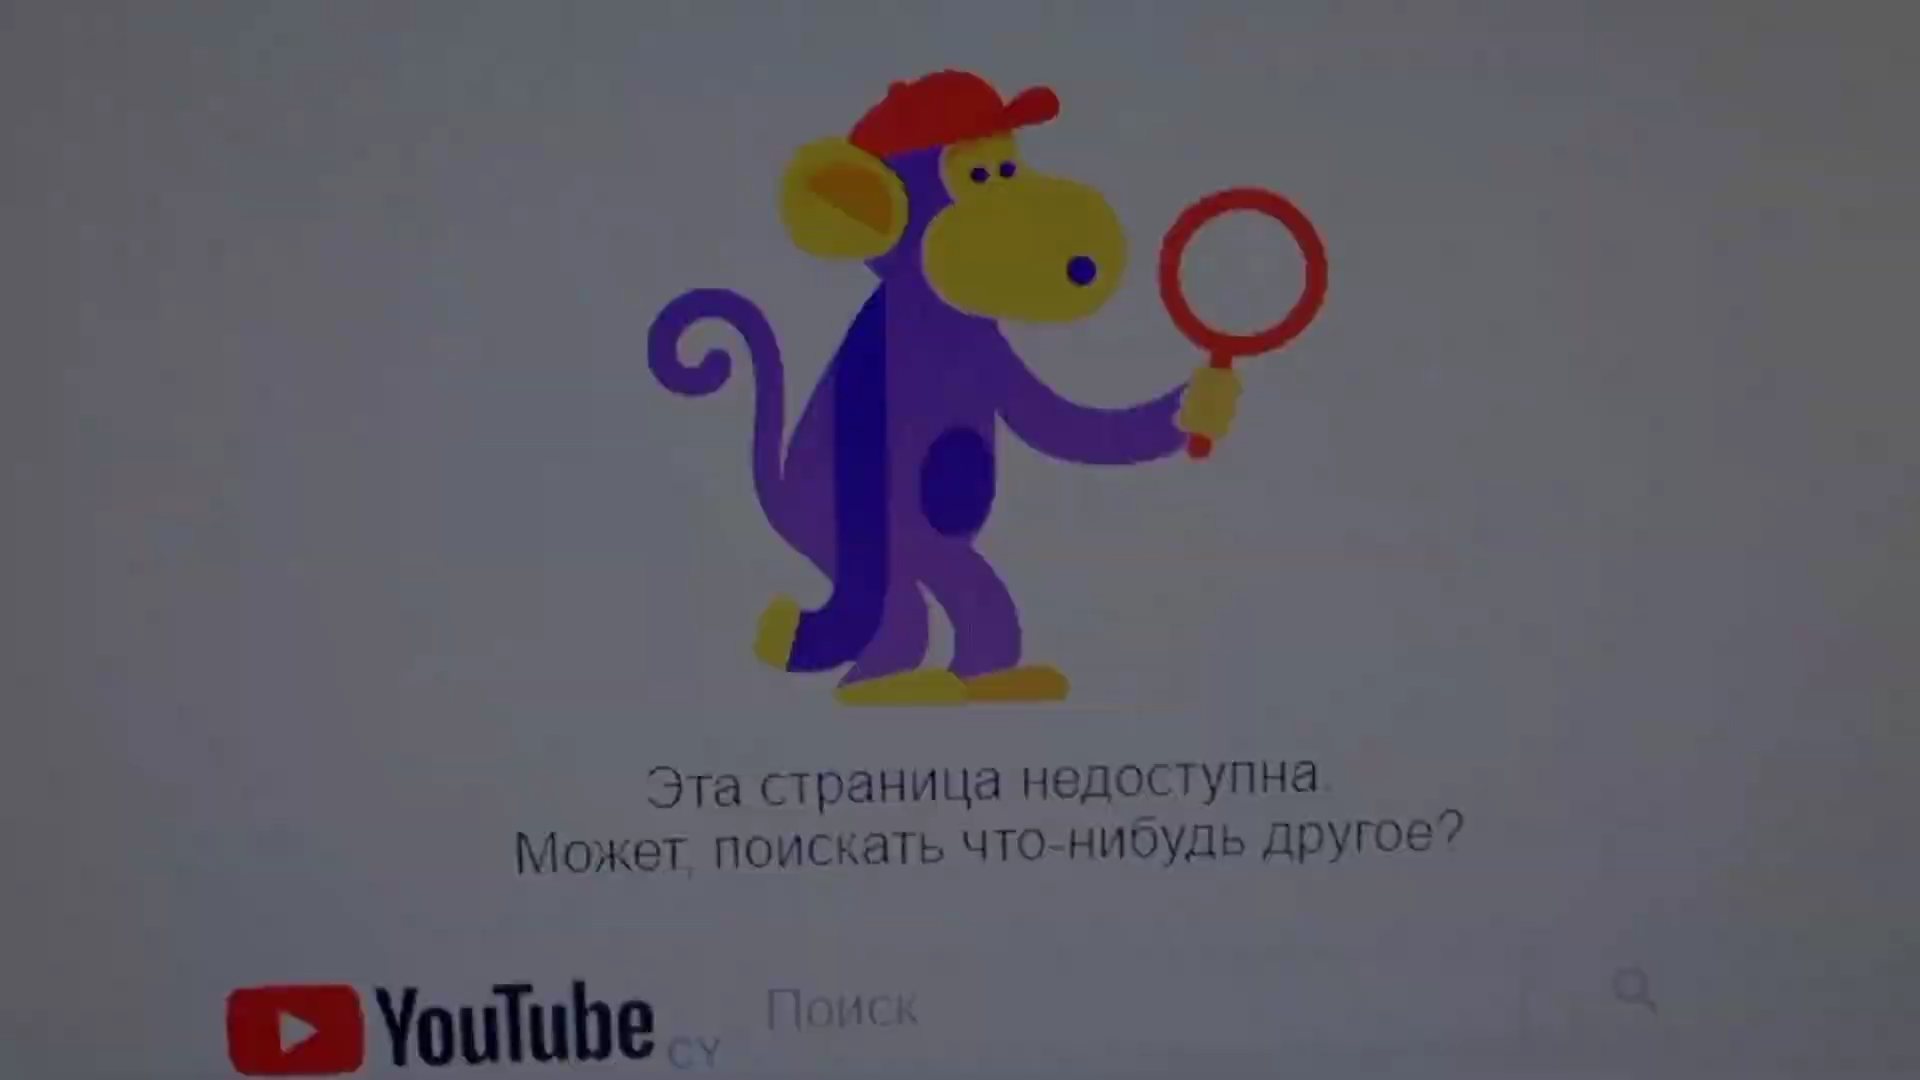 Эта страница недоступна.
Может, поискать что-нибудь другое?
YouTube CY
Поиск